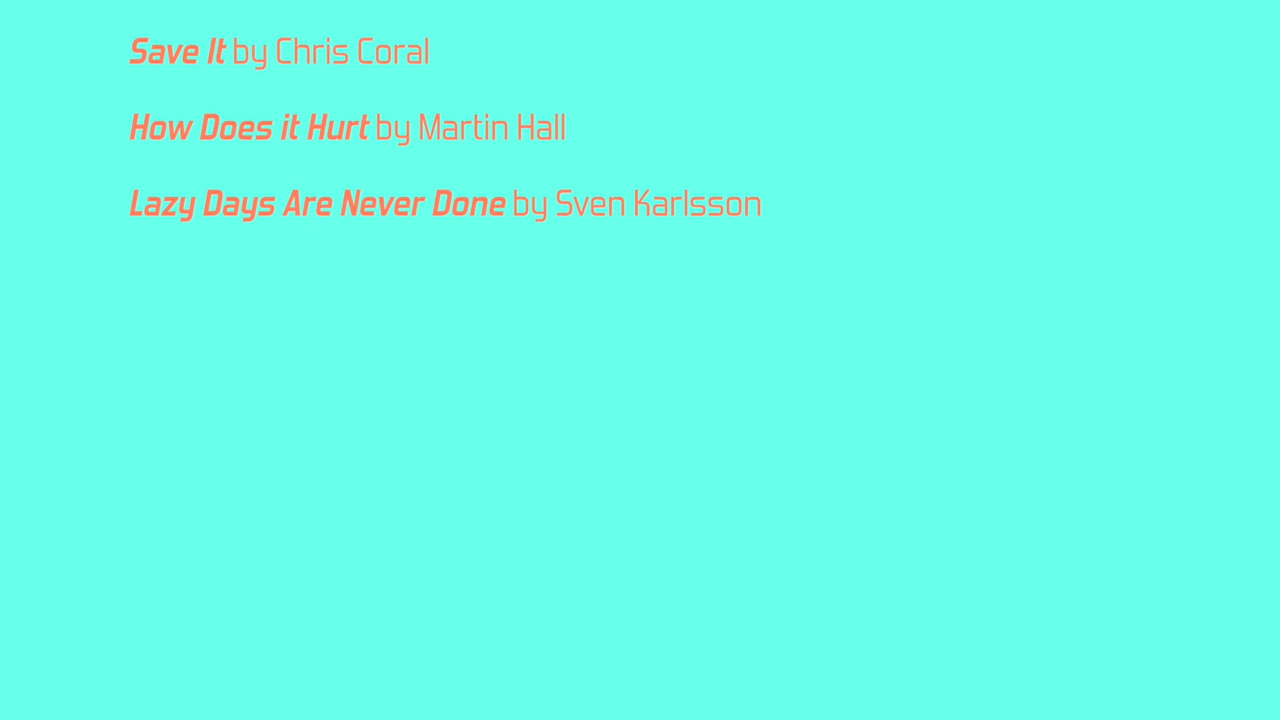 Save It by Chris Coral
How Does it Hurt by Martin Hall
Lazy Days Are Never Done by Sven Karlsson